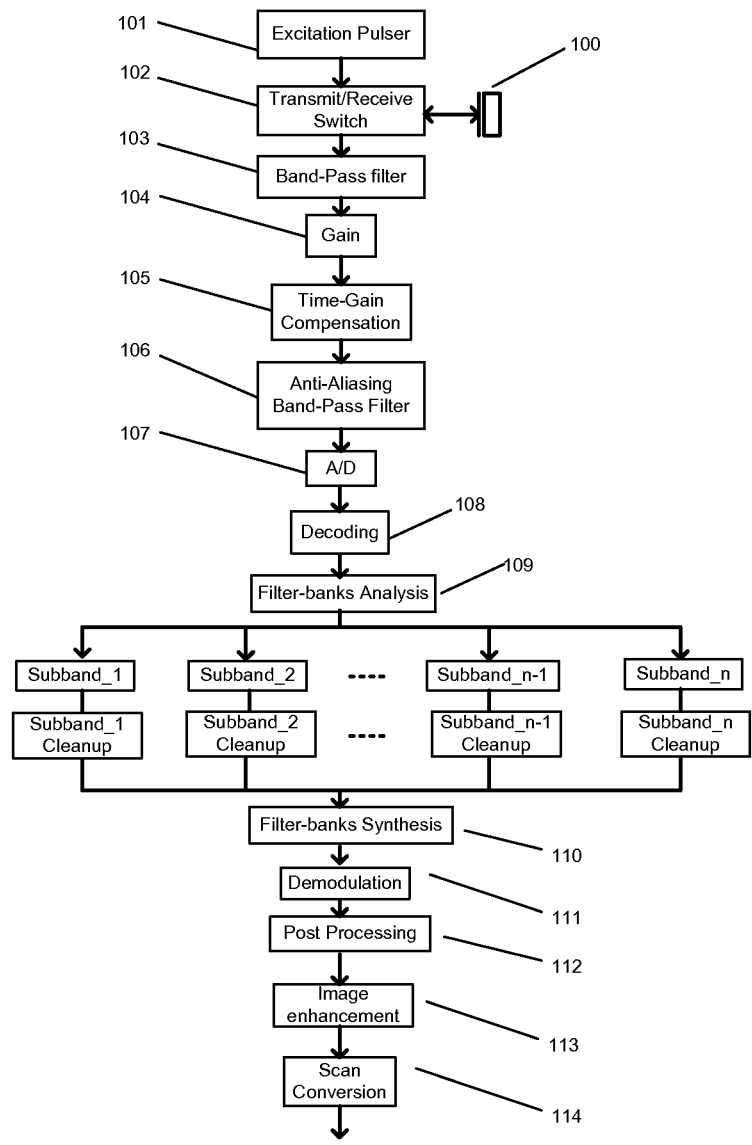 101
Excitation Pulser
100
102
Transmit/Receive
Switch
103
Band-Pass filter
104
Gain
105
Time-Gain
Compensation
106
Anti-Aliasing
Band-Pass Filter
107
A/D
108
Decoding
109
Filter-banks Analysis
Subband_1
Subband_2
----
Subband_n-1
Subband_n
Subband_1
Cleanup
Subband_2
Cleanup
----
Subband_n-1
Cleanup
Subband_n
Cleanup
Filter-banks Synthesis
110
Demodulation
111
Post Processing
112
Image
enhancement
113
Scan
Conversion
114